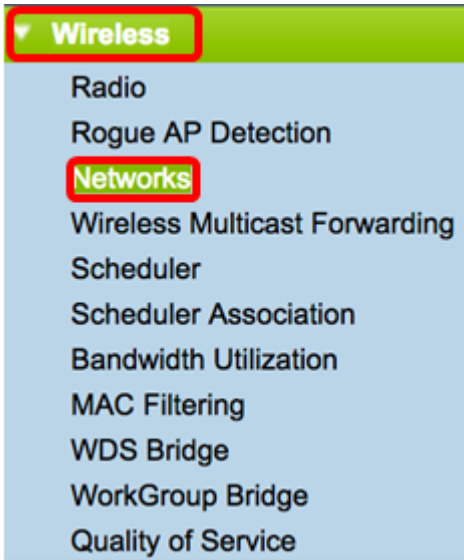 Wireless
Radio
Rogue AP Detection
Networks
Wireless Multicast Forwarding
Scheduler
Scheduler Association
Bandwidth Utilization
MAC Filtering
WDS Bridge
WorkGroup Bridge
Quality of Service